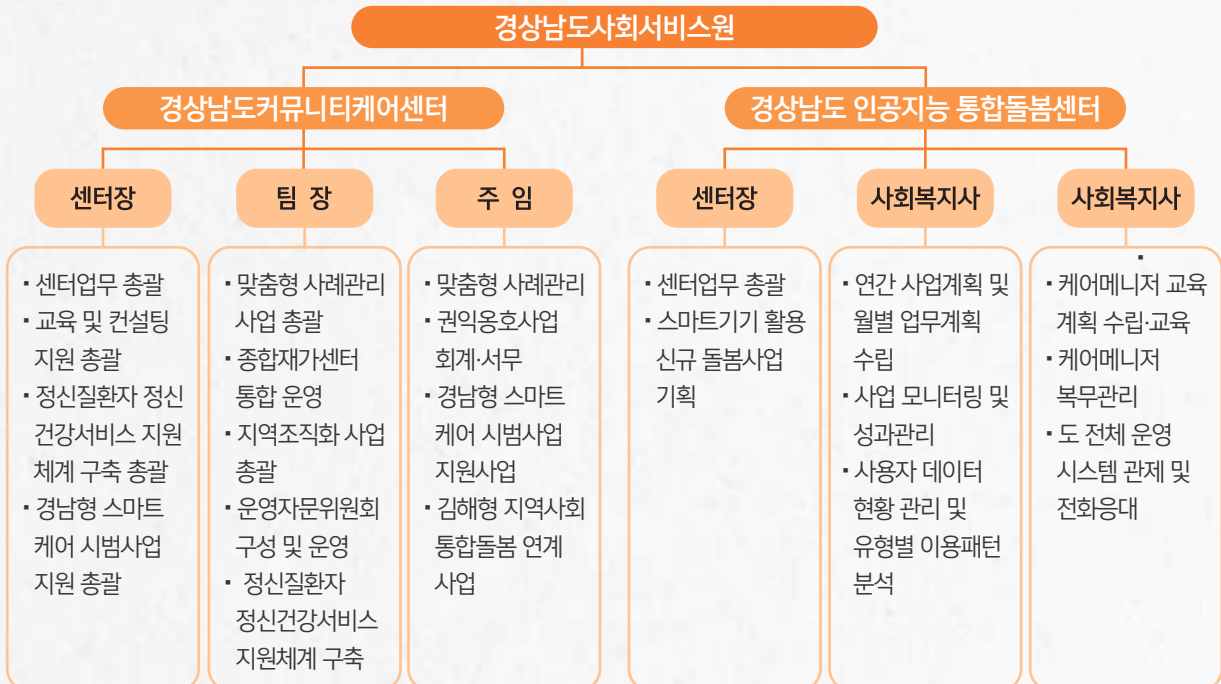 경상남도사회서비스원
경상남도커뮤니티케어센터
경상남도 인공지능 통합돌봄센터
센터장
팀 장
주 임
센터장
사회복지사
사회복지사
▪ 센터업무 총괄
▪ 교육 및 컨설팅
지원 총괄
▪ 정신질환자 정신
건강서비스 지원
체계 구축 총괄
▪ 경남형 스마트
케어 시범사업
지원 총괄
▪ 맞춤형 사례관리
사업 총괄
▪ 종합재가센터
통합 운영
▪ 지역조직화 사업
총괄
▪ 운영자문위원회
구성 및 운영
▪ 정신질환자
정신건강서비스
지원체계 구축
▪ 맞춤형 사례관리
▪ 권익옹호사업
회계·서무
▪ 경남형 스마트
케어 시범사업
지원사업
▪ 김해형 지역사회
통합돌봄 연계
사업
▪ 센터업무 총괄
▪ 스마트기기 활용
신규 돌봄사업
기획
▪ 연간 사업계획 및
월별 업무계획
수립
▪ 사업 모니터링 및
성과관리
▪ 사용자 데이터
현황 관리 및
유형별 이용패턴
분석
▪
▪ 케어메니저 교육
계획 수립·교육
▪ 케어메니저
복무관리
▪ 도 전체 운영
시스템 관제 및
전화응대